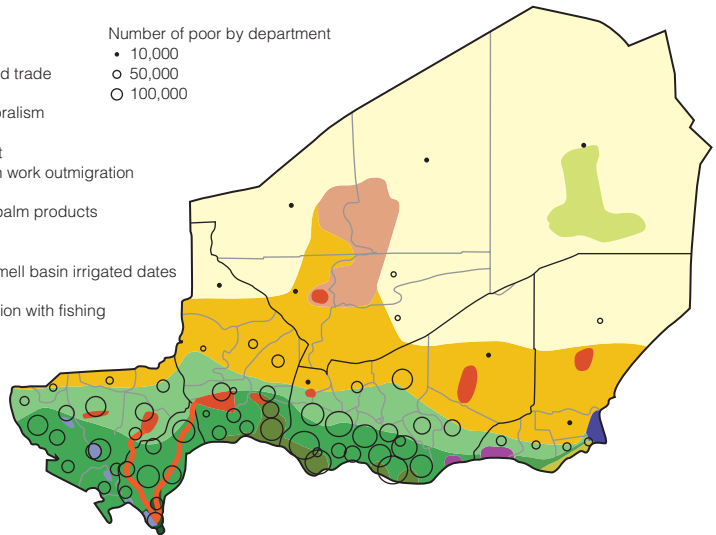 Number of poor by department
10,000
50,000
100,000
d trade
oralism
t
work outmigration
palm products
mell basin irrigated dates
ion with fishing